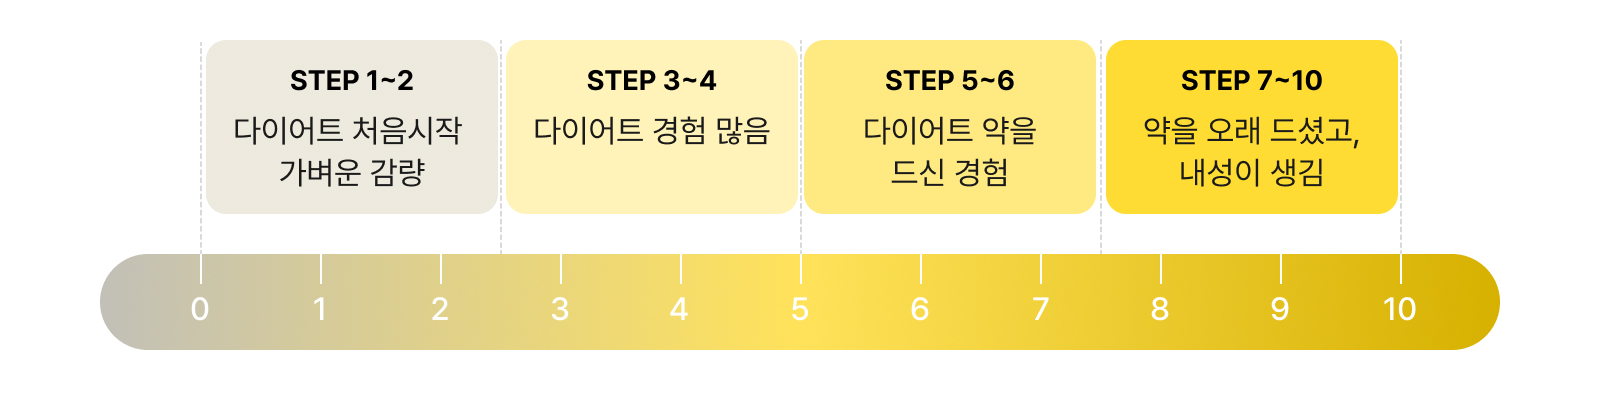 STEP 1~2
다이어트 처음시작
가벼운 감량
STEP 3~4
다이어트 경험 많음
STEP 5~6
다이어트 약을
드신 경험
STEP 7~10
약을 오래 드셨고,
내성이 생김
0 1 2 3 4 5 6 7 8 9 10